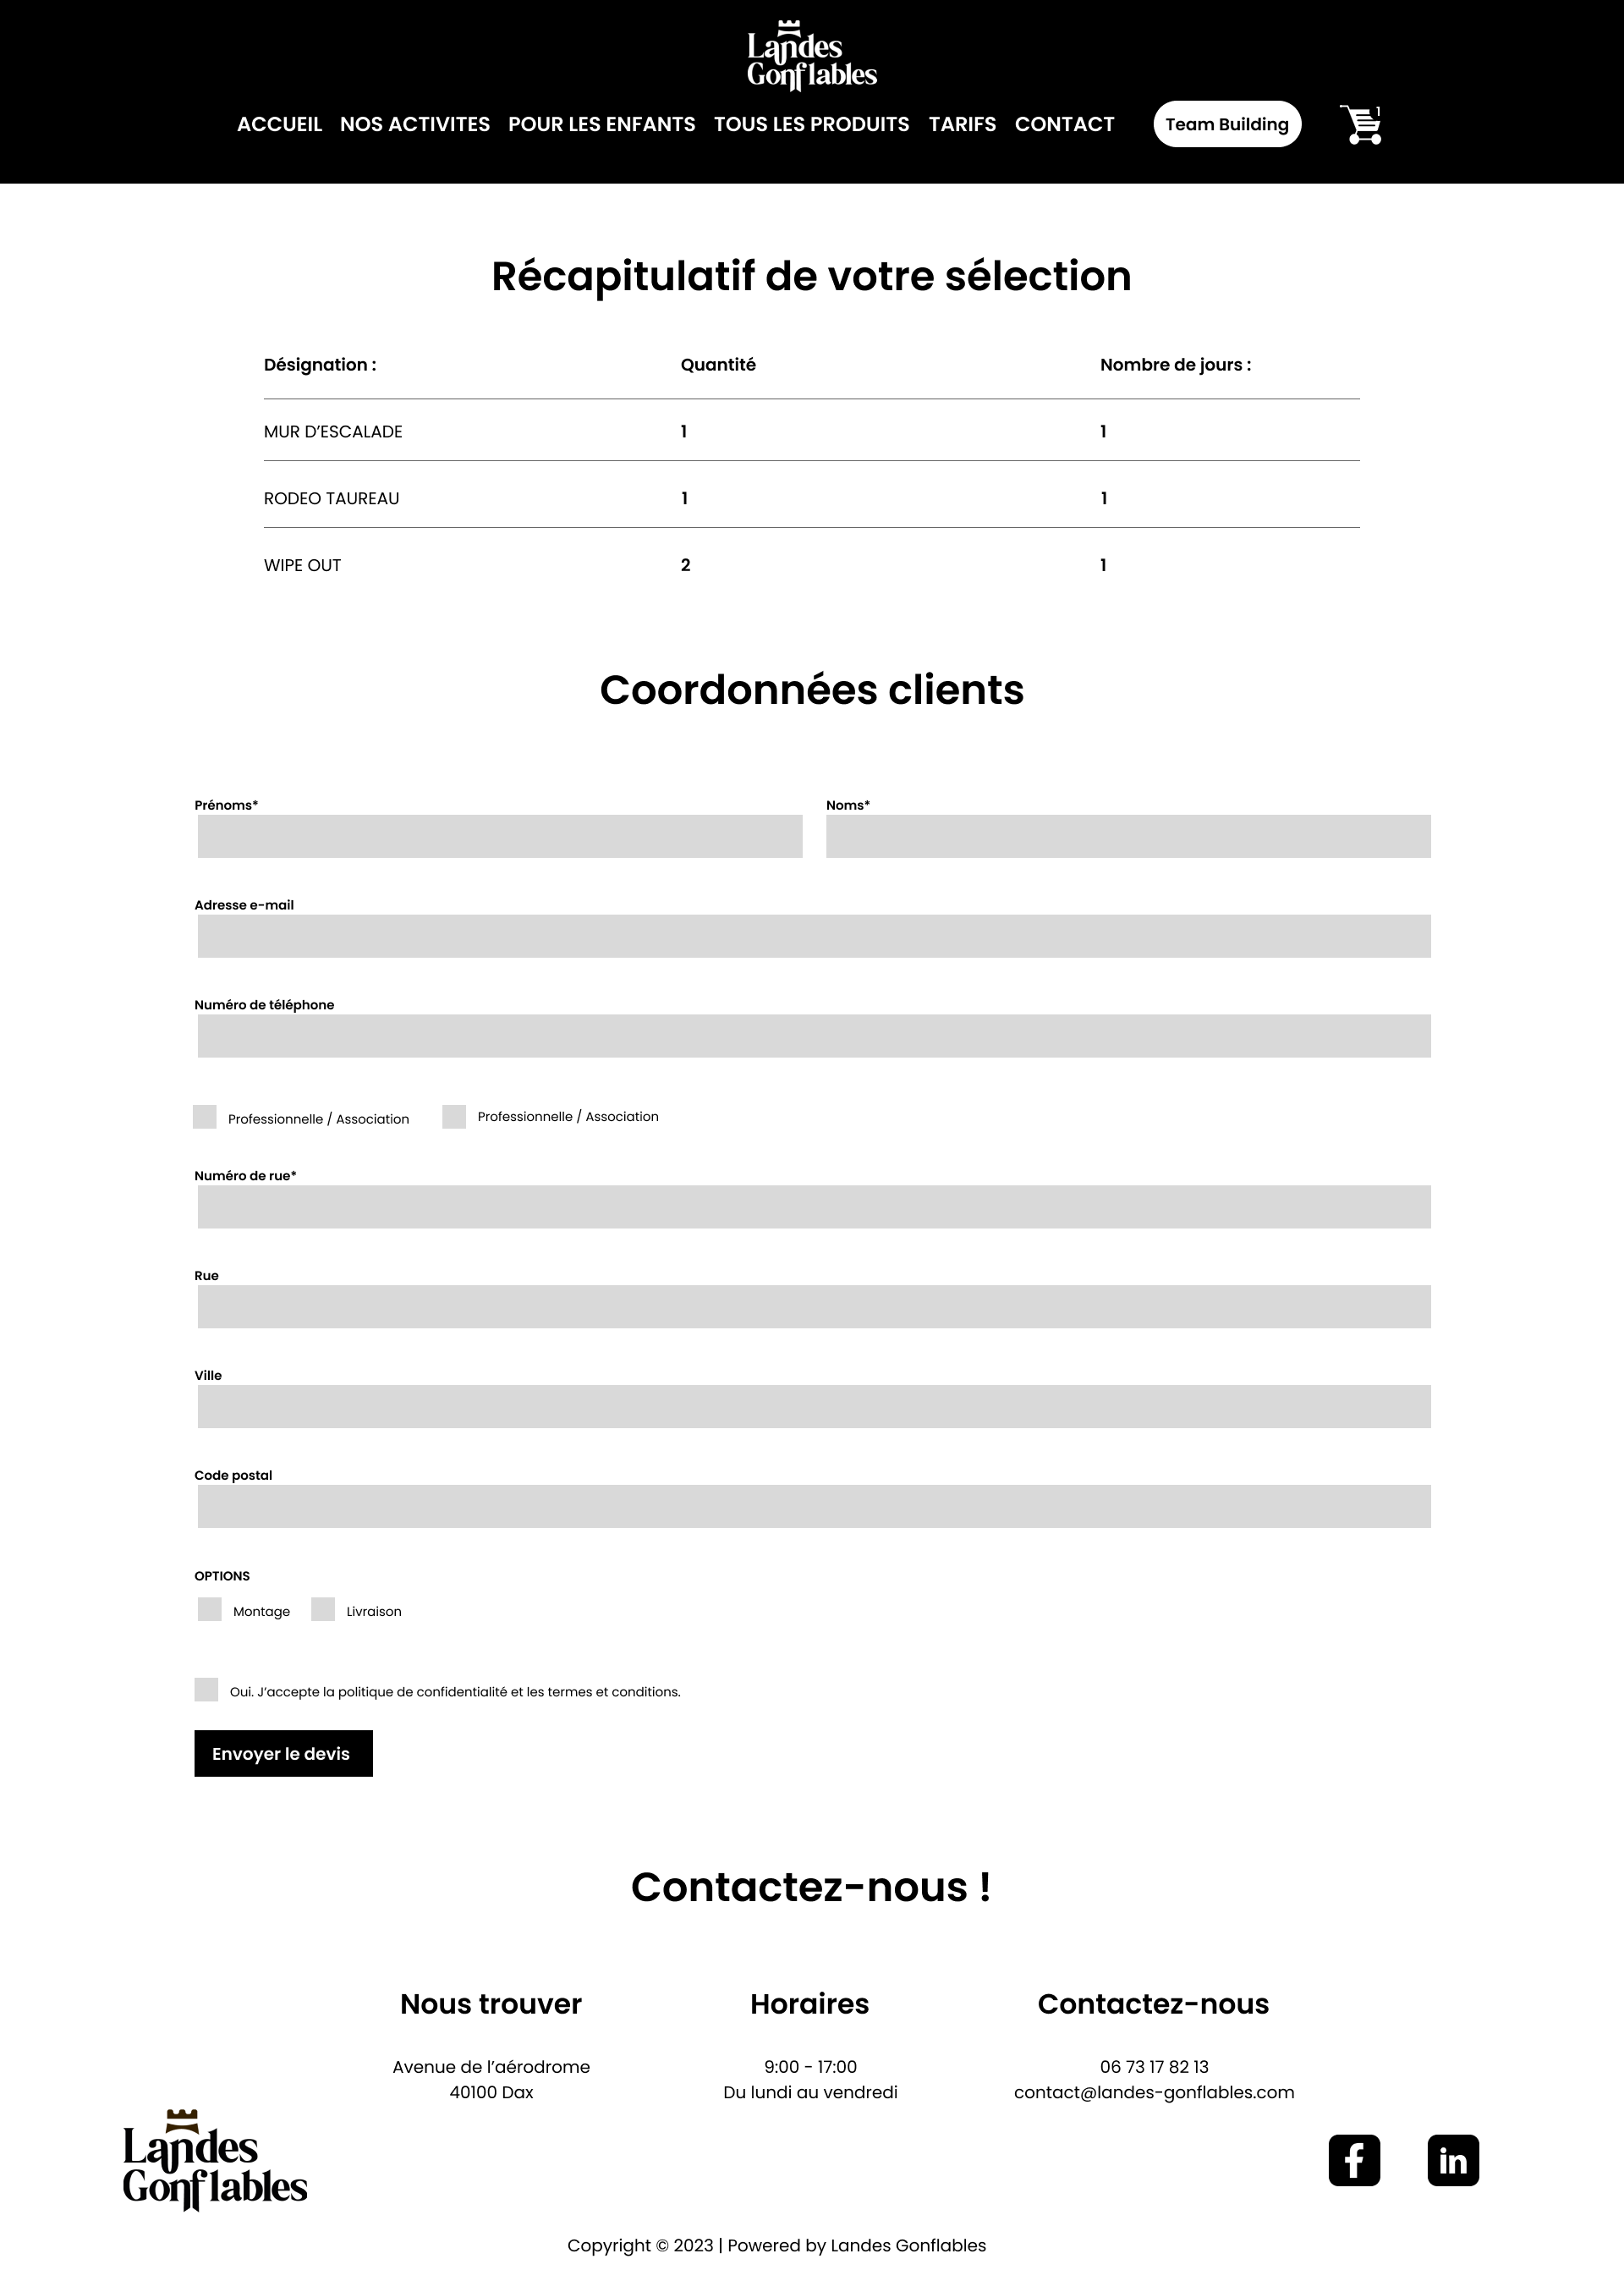 Landes
Gonflables
ACCUEIL NOS ACTIVITES POUR LES ENFANTS TOUS LES PRODUITS TARIFS CONTACT Team Building 1
Récapitulatif de votre sélection
Désignation : Quantité Nombre de jours :
MUR D’ESCALADE 1 1
RODEO TAUREAU 1 1
WIPE OUT 2 1
Coordonnées clients
Prénoms* Noms*
Adresse e-mail
Numéro de téléphone
Professionnelle / Association Professionnelle / Association
Numéro de rue*
Rue
Ville
Code postal
OPTIONS
Montage Livraison
Oui. J’accepte la politique de confidentialité et les termes et conditions.
Envoyer le devis
Contactez-nous !
Nous trouver Horaires Contactez-nous
Avenue de l’aérodrome 9:00 - 17:00 06 73 17 82 13
40100 Dax Du lundi au vendredi contact@landes-gonflables.com
Landes
Gonflables
f in
Copyright © 2023 | Powered by Landes Gonflables